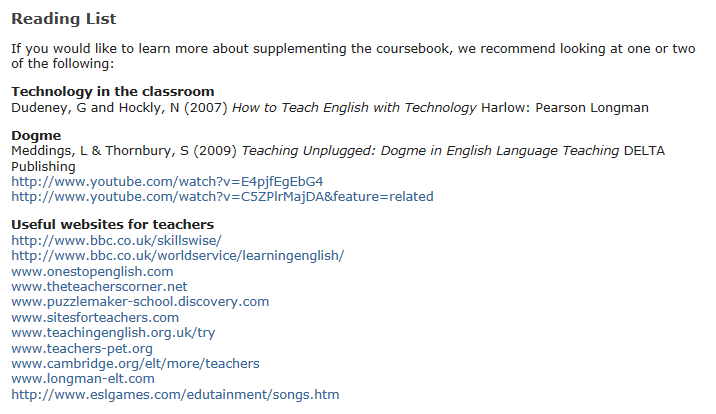 Reading List
If you would like to learn more about supplementing the coursebook, we recommend looking at one or two
of the following:
Technology in the classroom
Dudeney, G and Hockly, N (2007) How to Teach English with Technology Harlow: Pearson Longman
Dogme
Meddings, L & Thornbury, S (2009) Teaching Unplugged: Dogme in English Language Teaching DELTA
Publishing
http://www.youtube.com/watch?v=E4pjfEgEbG4
http://www.youtube.com/watch?v=C5ZPlrMajDA&feature=related
Useful websites for teachers
http://www.bbc.co.uk/skillswise/
http://www.bbc.co.uk/worldservice/learningenglish/
www.onestopenglish.com
www.theteacherscorner.net
www.puzzlemaker-school.discovery.com
www.sitesforteachers.com
www.teachingenglish.org.uk/try
www.teachers-pet.org
www.cambridge.org/elt/more/teachers
www.longman-elt.com
http://www.eslgames.com/edutainment/songs.htm